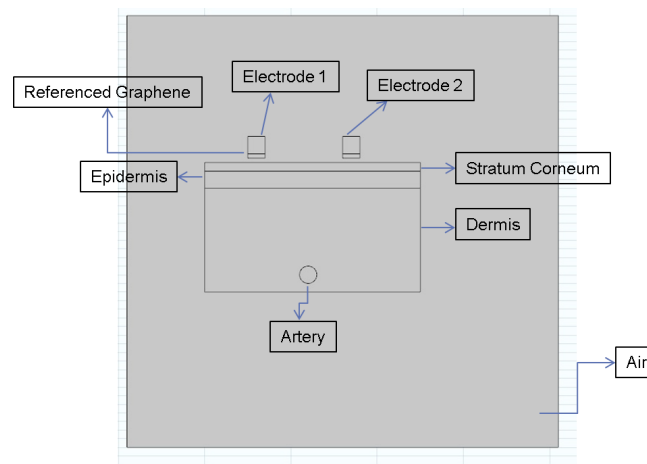 Electrode 1
Electrode 2
Referenced Graphene
Epidermis
Stratum Corneum
Dermis
Artery
Air